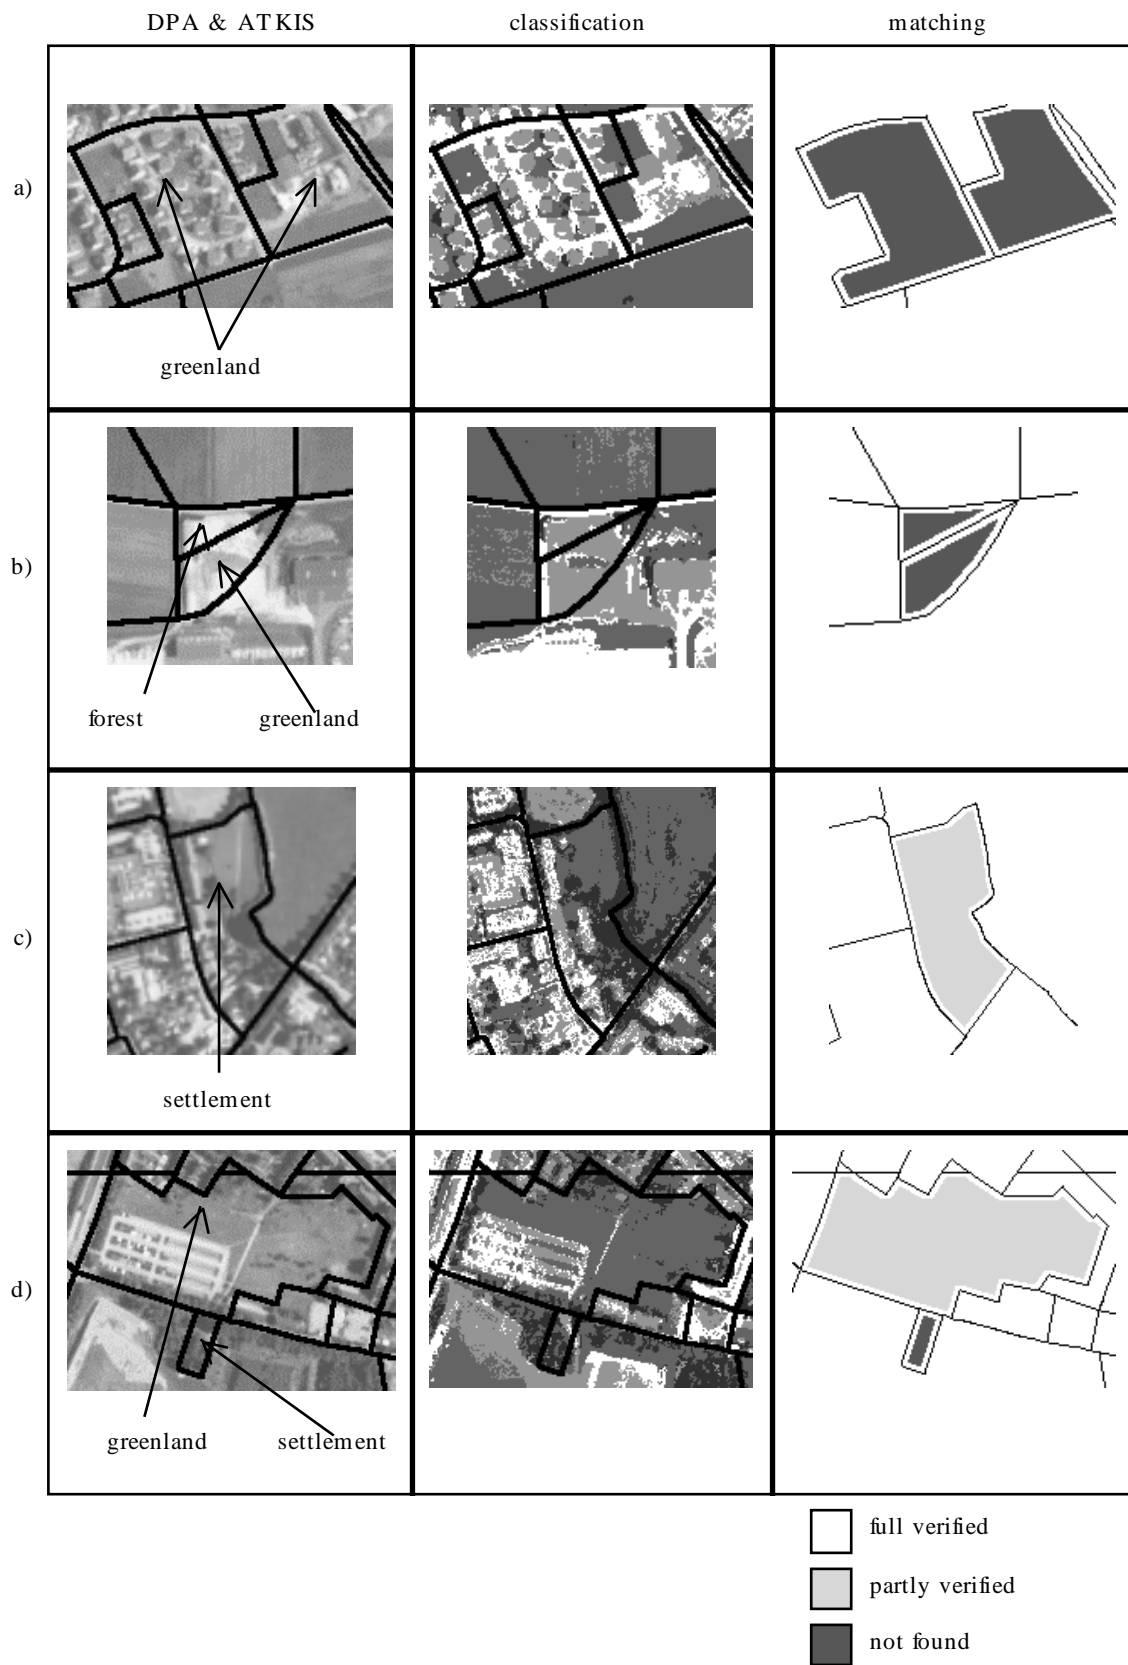 DPA & ATKIS classification matching
a)
greenland
b)
forest greenland
c)
settlement
d)
greenland settlement
full verified
partly verified
not found